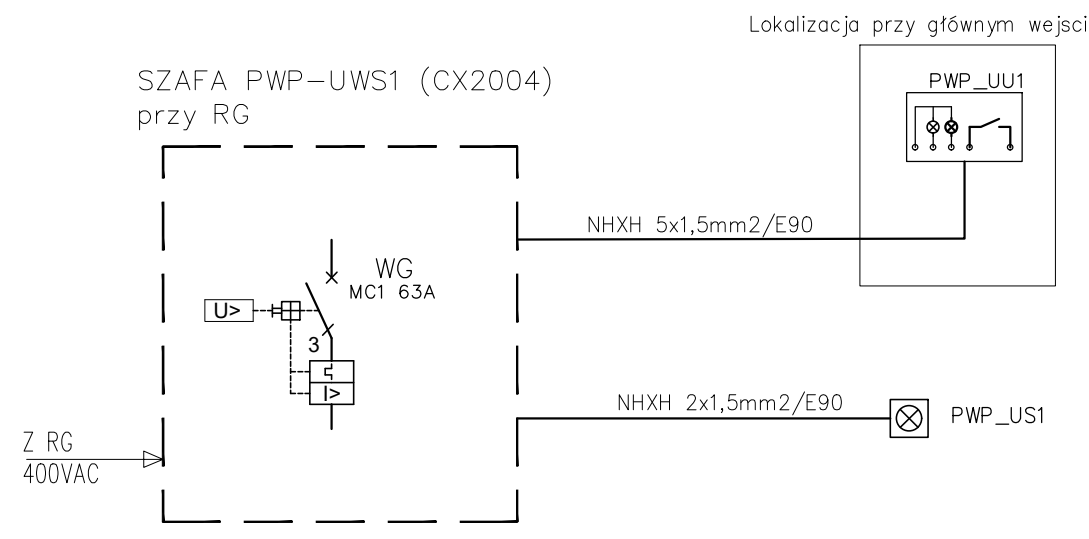 Lokalizacja przy głównym wejsci
PWP_UU1
SZAFA PWP-UWS1 (CX2004)
przy RG
NHXH 5x1,5mm2/E90
WG
MC1 63A
U>
3
I>
NHXH 2x1,5mm2/E90
PWP_US1
Z RG
400VAC